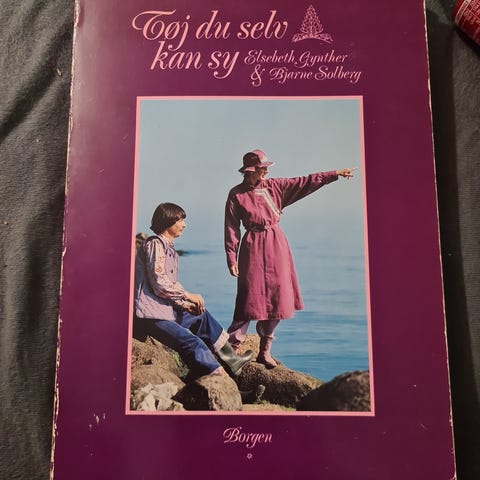 Tøj du selv
kan sy
Elsebeth Gynther
& Bjarne Solberg
Borgen